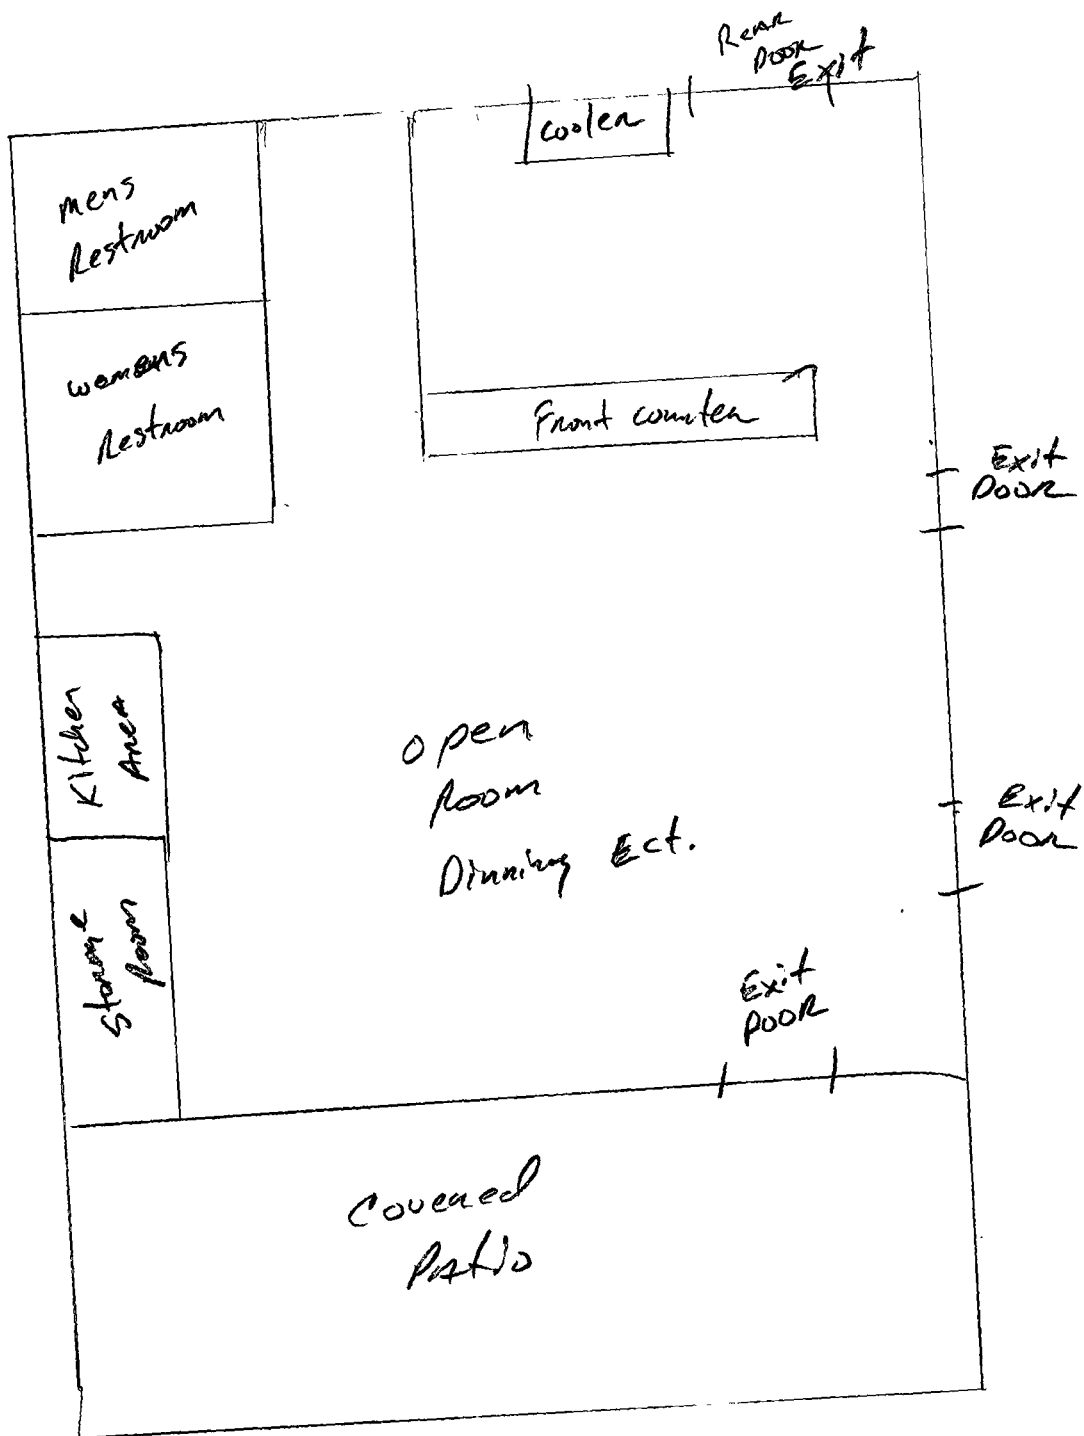 Rear
Door
Exit
Cooler
mens
Restroom
womens
Restroom
Front counter
Exit
Door
Kitchen
Area
open
Room
Dinning Ect.
Exit
Door
Storage
Room
Exit
Door
Covered
Patio